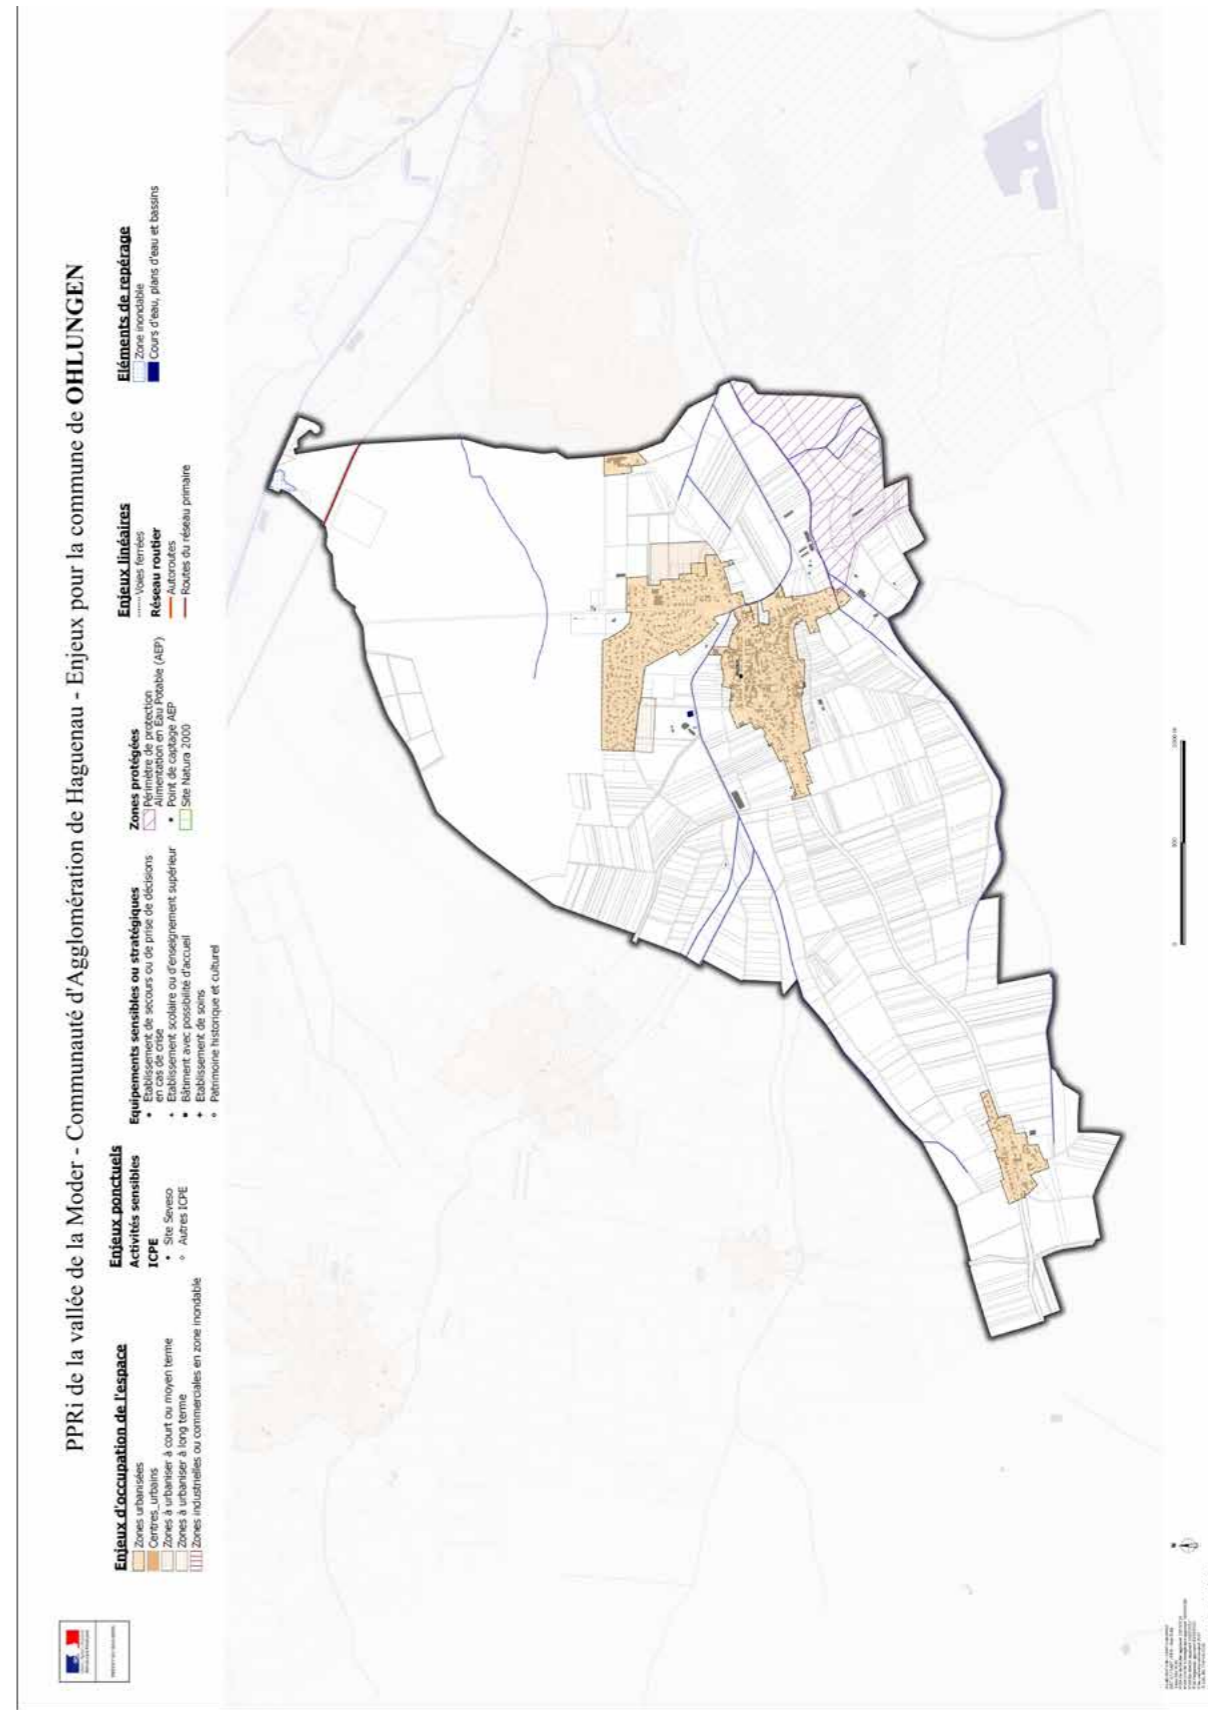 PPRi de la vallée de la Moder - Communauté d'Agglomération de Haguenau - Enjeux pour la commune de OHLUNGEN
Enjeux d'occupation de l'espace
Zones urbanisées
Centres_urbains
Zones à urbaniser à court ou moyen terme
Zones à urbaniser à long terme
Zones industrielles ou commerciales en zone inondable
Enjeux ponctuels
Activités sensibles
ICPE
Site Seveso
Autres ICPE
Equipements sensibles ou stratégiques
Etablissement de secours ou de prise de décisions
en cas de crise
Etablissement scolaire ou d'enseignement supérieur
Bâtiment avec possibilité d'accueil
Etablissement de soins
Patrimoine historique et culturel
Zones protégées
Périmètre de protection
Alimentation en Eau Potable (AEP)
Point de captage AEP
Site Natura 2000
Enjeux linéaires
Voies ferrées
Réseau routier
Autoroutes
Routes du réseau primaire
Eléments de repérage
Zone inondable
Cours d'eau, plans d'eau et bassins